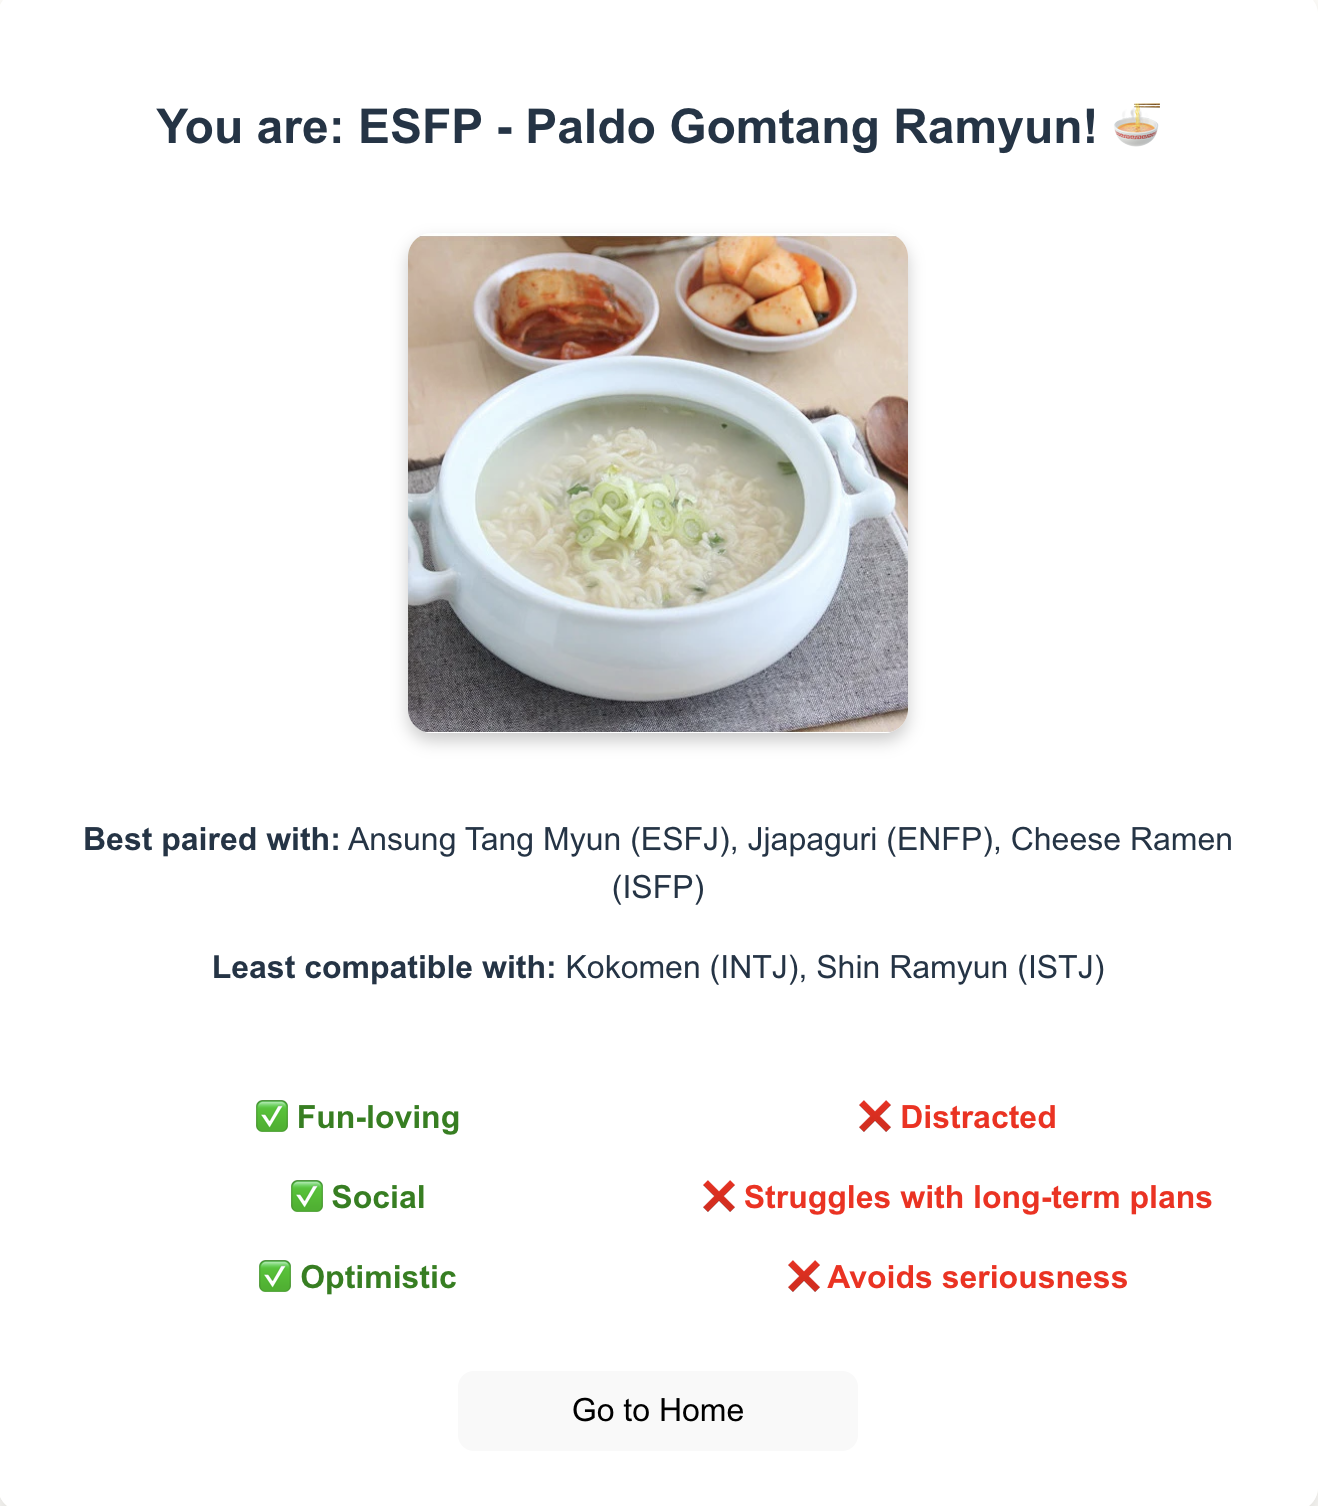 You are: ESFP - Paldo Gomtang Ramyun! 🍜
Best paired with: Ansung Tang Myun (ESFJ), Jjapaguri (ENFP), Cheese Ramen
(ISFP)
Least compatible with: Kokomen (INTJ), Shin Ramyun (ISTJ)
✅ Fun-loving
❌ Distracted
✅ Social
❌ Struggles with long-term plans
✅ Optimistic
❌ Avoids seriousness
Go to Home